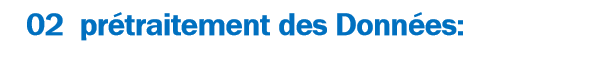 02 prétraitement des Données: